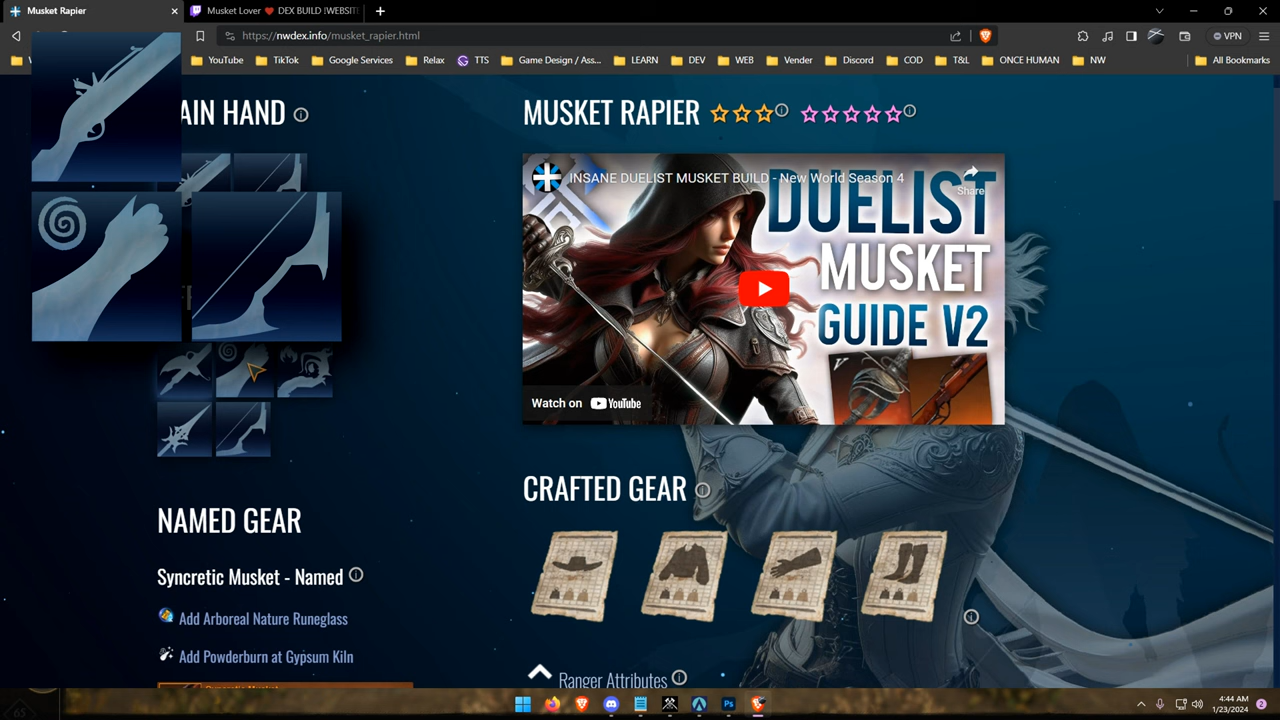 Musket Rapier
Musket Lover ❤️ DEX BUILD !WEBSIT
https://nwdex.info/musket_rapier.html
VPN
W
YouTube
TikTok
Google Services
Relax
TTS
Game Design / Ass...
LEARN
DEV
WEB
Vender
Discord
COD
T&L
ONCE HUMAN
NW
All Bookmarks
AIN HAND
MUSKET RAPIER
INSANE DUELIST MUSKET BUILD - New World Season 4
Share
DUELIST
MUSKET
GUIDE V2
Watch on YouTube
CRAFTED GEAR
NAMED GEAR
Syncretic Musket - Named
Add Arboreal Nature Runeglass
Add Powderburn at Gypsum Kiln
Ranger Attributes
4:44 AM
1/23/2024
2